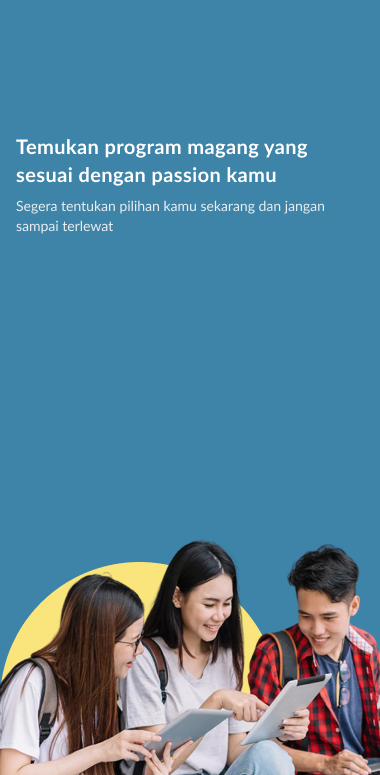 Temukan program magang yang
sesuai dengan passion kamu
Segera tentukan pilihan kamu sekarang dan jangan
sampai terlewat